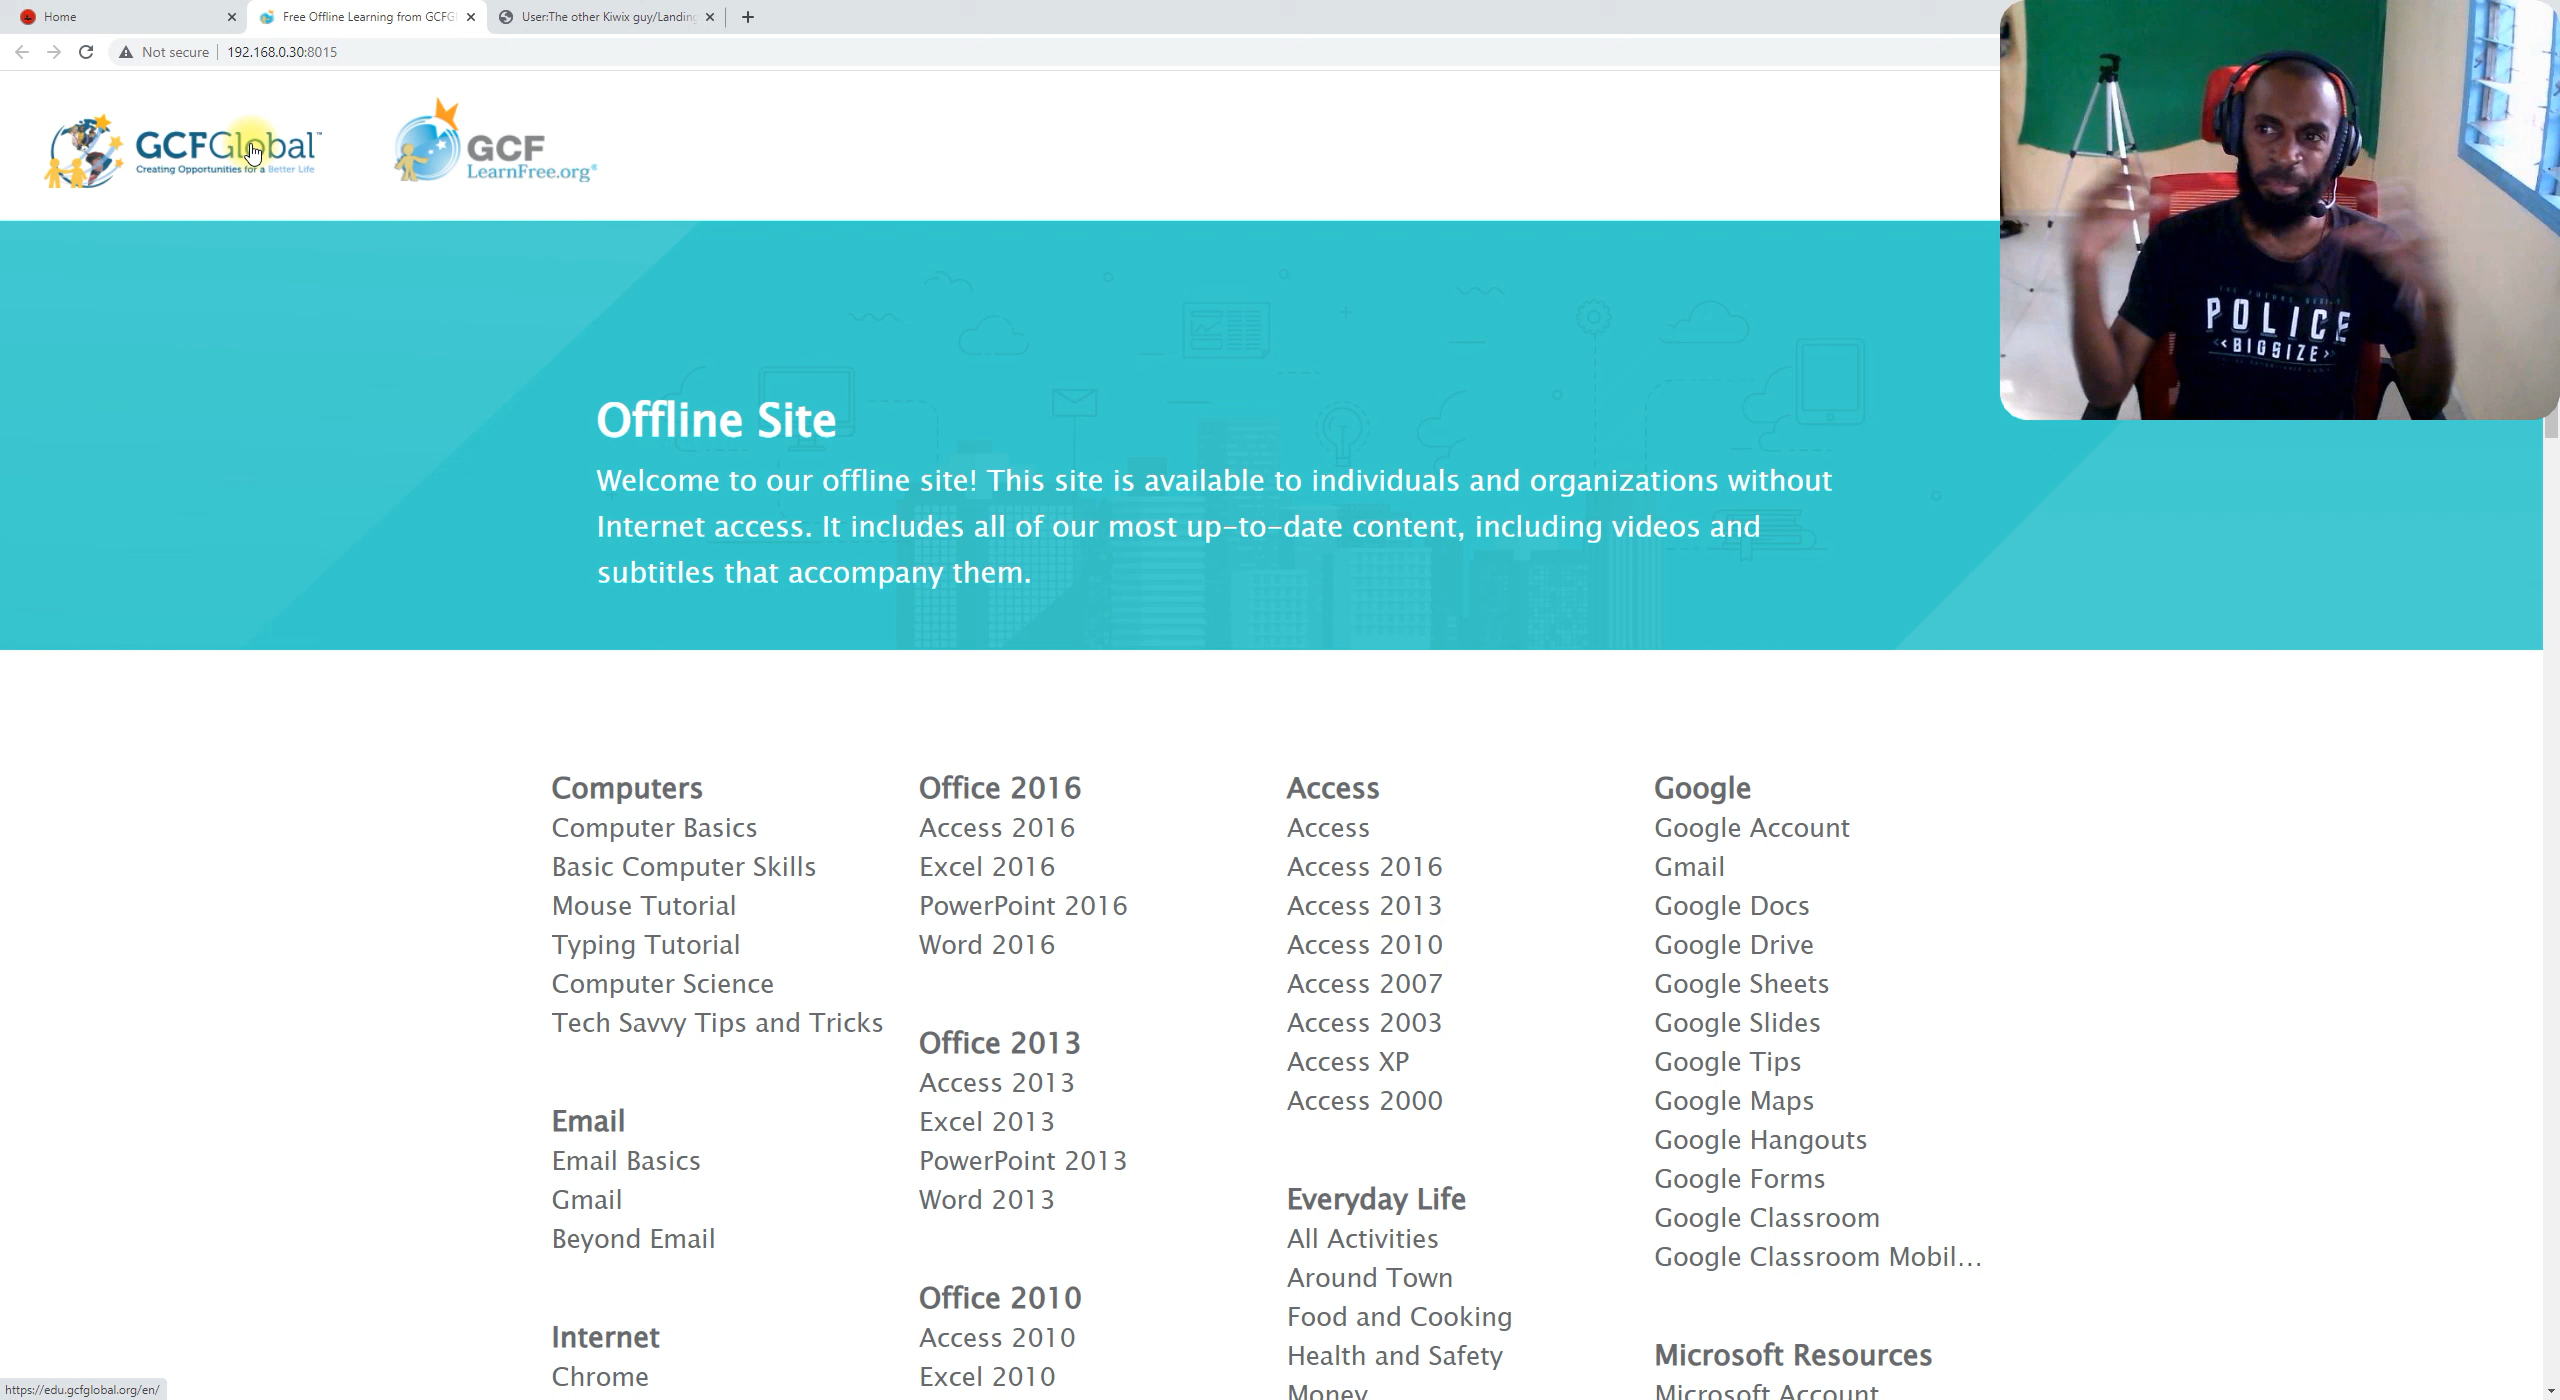 Home
Free Offline Learning from GCFGl
User:The other Kiwix guy/Landing
Not secure
192.168.0.30:8015
GCFGlobal™
Creating Opportunities for a Better Life
GCF
LearnFree.org®
POLICE
<<BIGSIZE>>
Offline Site
Welcome to our offline site! This site is available to individuals and organizations without
Internet access. It includes all of our most up-to-date content, including videos and
subtitles that accompany them.
Computers
Computer Basics
Basic Computer Skills
Mouse Tutorial
Typing Tutorial
Computer Science
Tech Savvy Tips and Tricks
Email
Email Basics
Gmail
Beyond Email
Internet
Chrome
Office 2016
Access 2016
Excel 2016
PowerPoint 2016
Word 2016
Office 2013
Access 2013
Excel 2013
PowerPoint 2013
Word 2013
Office 2010
Access 2010
Excel 2010
Access
Access
Access 2016
Access 2013
Access 2010
Access 2007
Access 2003
Access XP
Access 2000
Everyday Life
All Activities
Around Town
Food and Cooking
Health and Safety
Money
Google
Google Account
Gmail
Google Docs
Google Drive
Google Sheets
Google Slides
Google Tips
Google Maps
Google Hangouts
Google Forms
Google Classroom
Google Classroom Mobil...
Microsoft Resources
Microsoft Account
https://edu.gcfglobal.org/en/